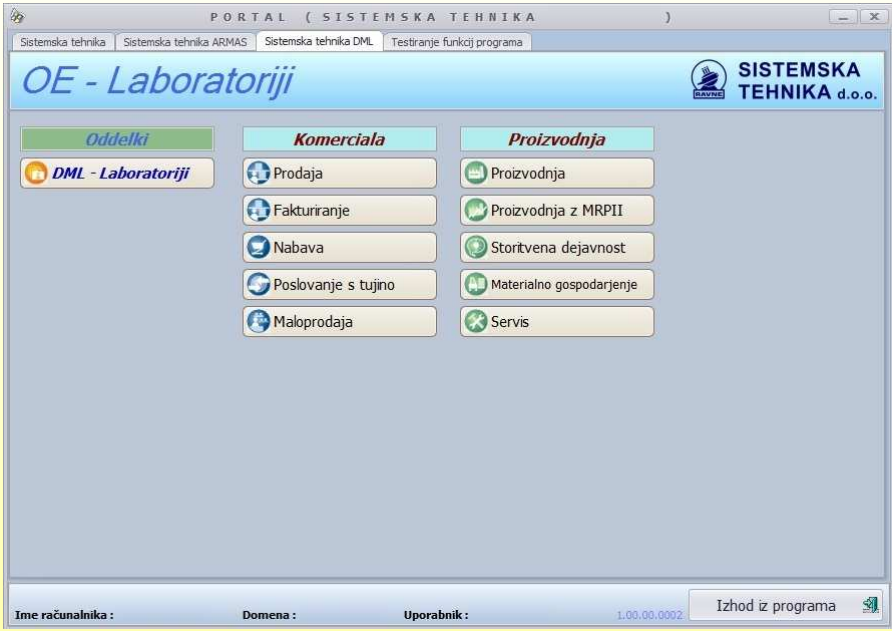 PORTAL ( SISTEMSKA TEHNIKA )
Sistemska tehnika Sistemska tehnika ARMAS Sistemska tehnika DML Testiranje funkcij programa
OE - Laboratoriji
RAVNE
SISTEMSKA
TEHNIKA d.o.o.
Oddelki
DML - Laboratoriji
Komerciala
Prodaja
Fakturiranje
Nabava
Poslovanje s tujino
Maloprodaja
Proizvodnja
Proizvodnja
Proizvodnja z MRPII
Storitvena dejavnost
Materialno gospodarjenje
Servis
Ime računalnika : Domena : Uporabnik : 1.00.00.0002 Izhod iz programa